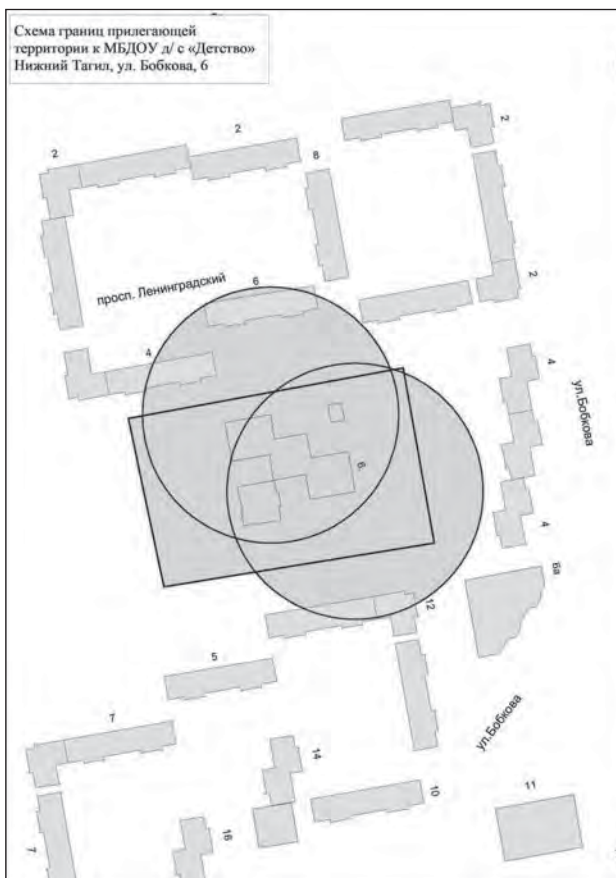 Схема границ прилегающей
территории к МБДОУ д/ с «Детство»
Нижний Тагил, ул. Бобкова, 6
2
2
2
8
просп. Ленинградский
6
2
4
4
ул.Бобкова
6.
4
6а
12
5
7
ул.Бобкова
14
10
11
16
7